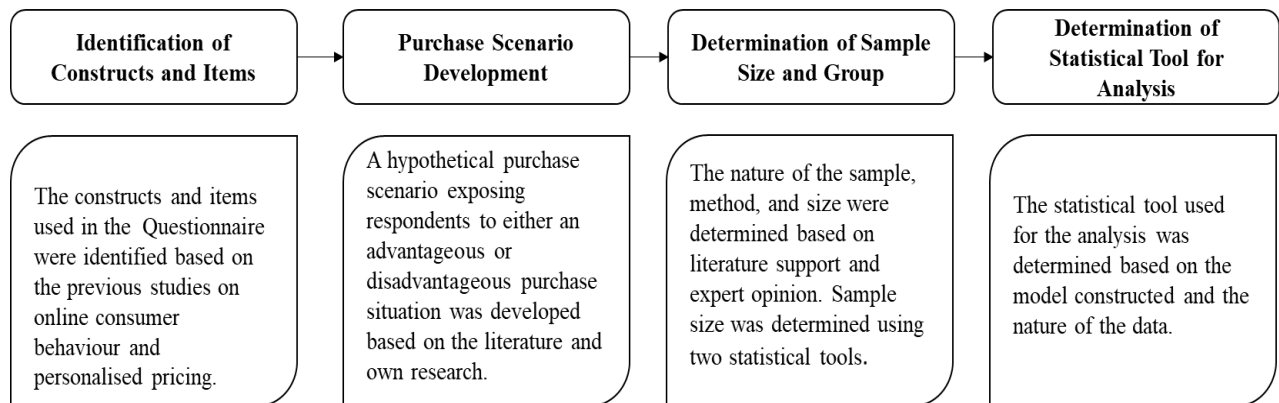 Identification of
Constructs and Items
Purchase Scenario
Development
Determination of Sample
Size and Group
Determination of
Statistical Tool for
Analysis
The constructs and items
used in the Questionnaire
were identified based on
the previous studies on
online consumer
behaviour and
personalised pricing.
A hypothetical purchase
scenario exposing
respondents to either an
advantageous or
disadvantageous purchase
situation was developed
based on the literature and
own research.
The nature of the sample,
method, and size were
determined based on
literature support and
expert opinion. Sample
size was determined using
two statistical tools.
The statistical tool used
for the analysis was
determined based on the
model constructed and the
nature of the data.